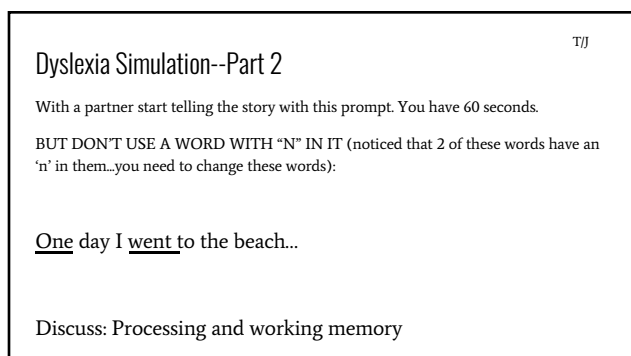 T/J
Dyslexia Simulation--Part 2
With a partner start telling the story with this prompt. You have 60 seconds.
BUT DON’T USE A WORD WITH “N” IN IT (noticed that 2 of these words have an
‘n’ in them…you need to change these words):
One day I went to the beach…
Discuss: Processing and working memory